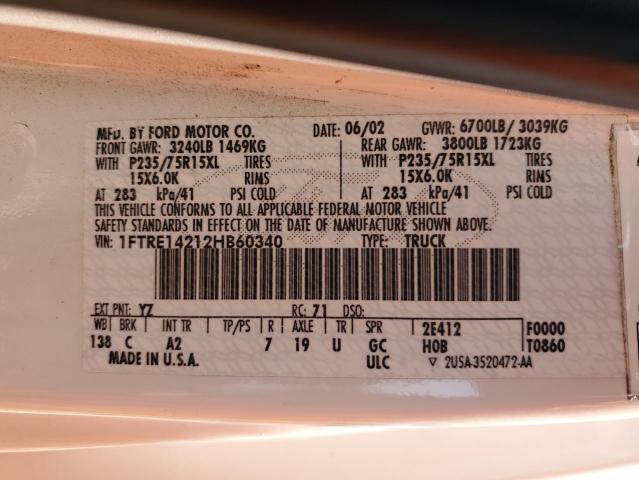 MFD. BY FORD MOTOR CO. DATE: 06/02 GVWR: 6700LB/ 3039KG
FRONT GAWR: 3240LB 1469KG REAR GAWR: 3800LB 1723KG
WITH P235/75R15XL TIRES WITH P235/75R15XL TIRES
15X6.0K RIMS 15X6.0K RIMS
AT 283 kPa/41 PSI COLD AT 283 kPa/41 PSI COLD
THIS VEHICLE CONFORMS TO ALL APPLICABLE FEDERAL MOTOR VEHICLE
SAFETY STANDARDS IN EFFECT ON THE DATE OF MANUFACTURE SHOWN ABOVE.
VIN: 1FTRE14212HB60340 TYPE: TRUCK
EXT PNT: YZ RC: 71 DSO:
WB BRK INT TR TP/PS R AXLE TR SPR 2E412 F0000
138 C A2 7 19 U GC HOB T0860
MADE IN U.S.A. ULC ▽ 2U5A-3520472-AA